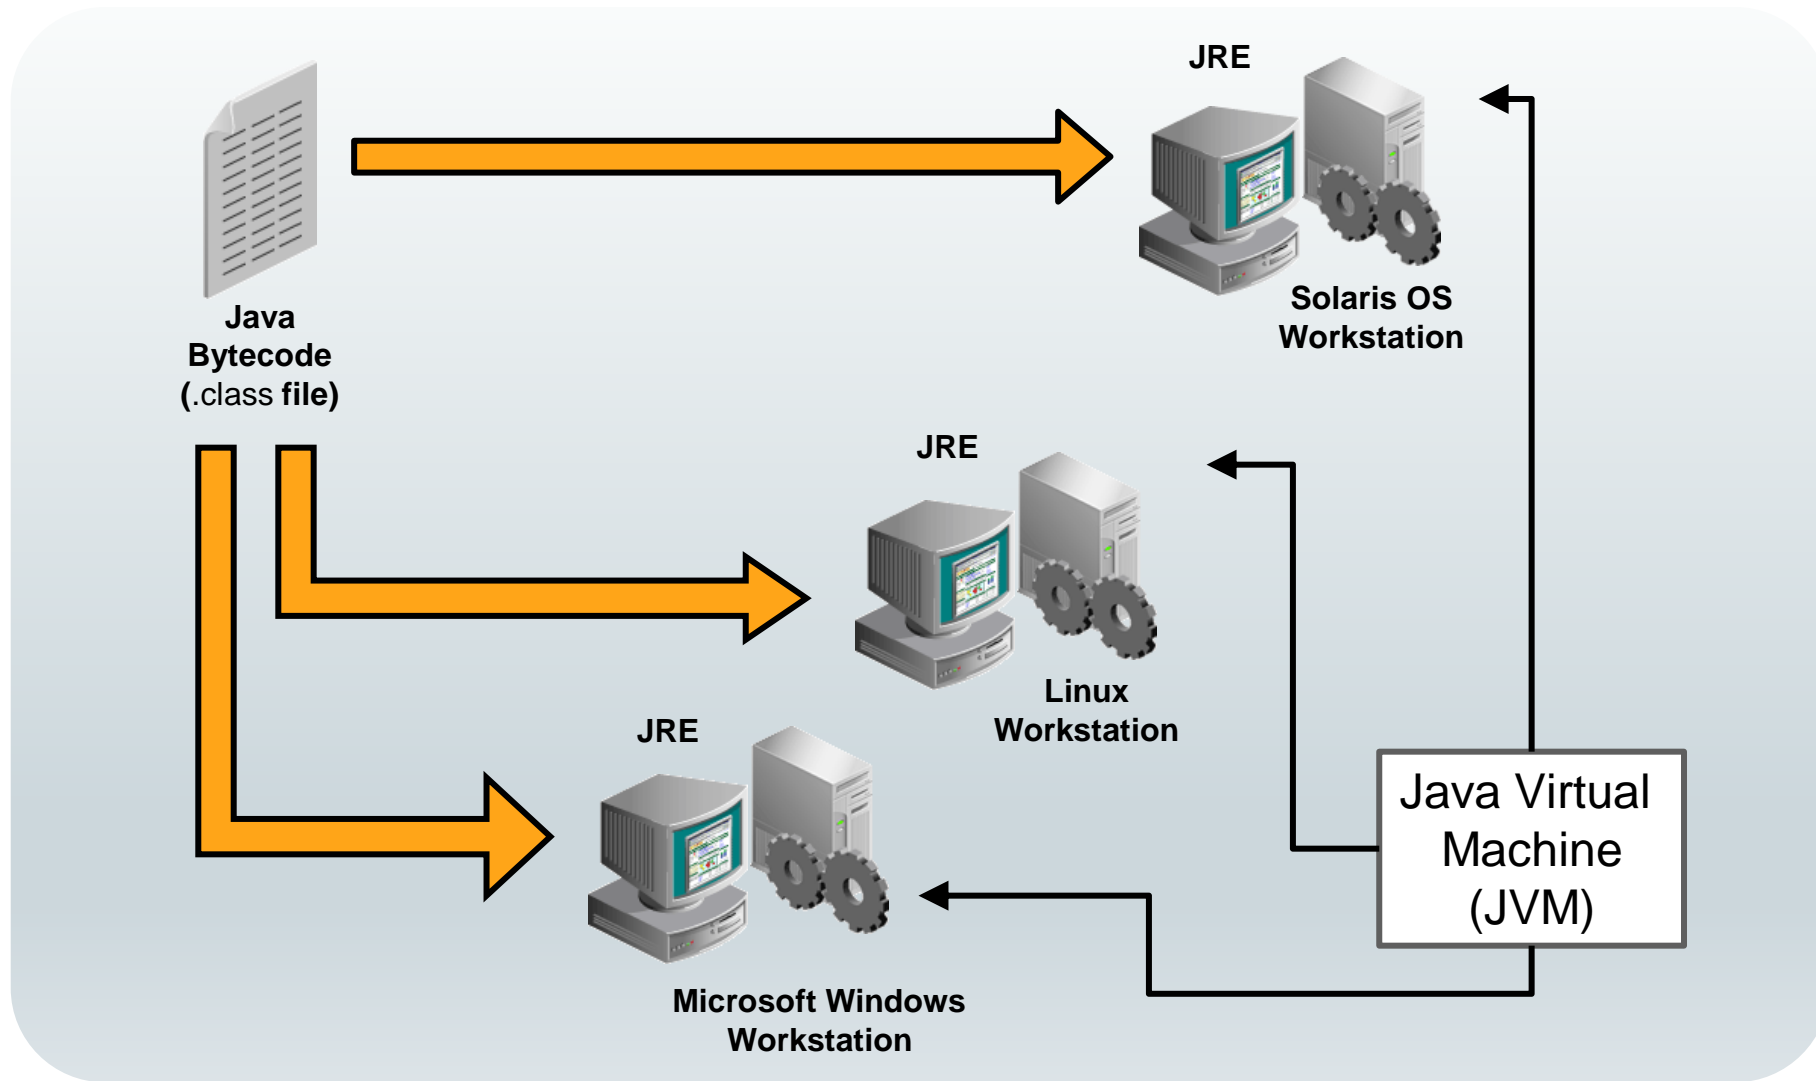 JRE
Solaris OS
Workstation
Java
Bytecode
(.class file)
JRE
Linux
Workstation
JRE
Microsoft Windows
Workstation
Java Virtual
Machine
(JVM)